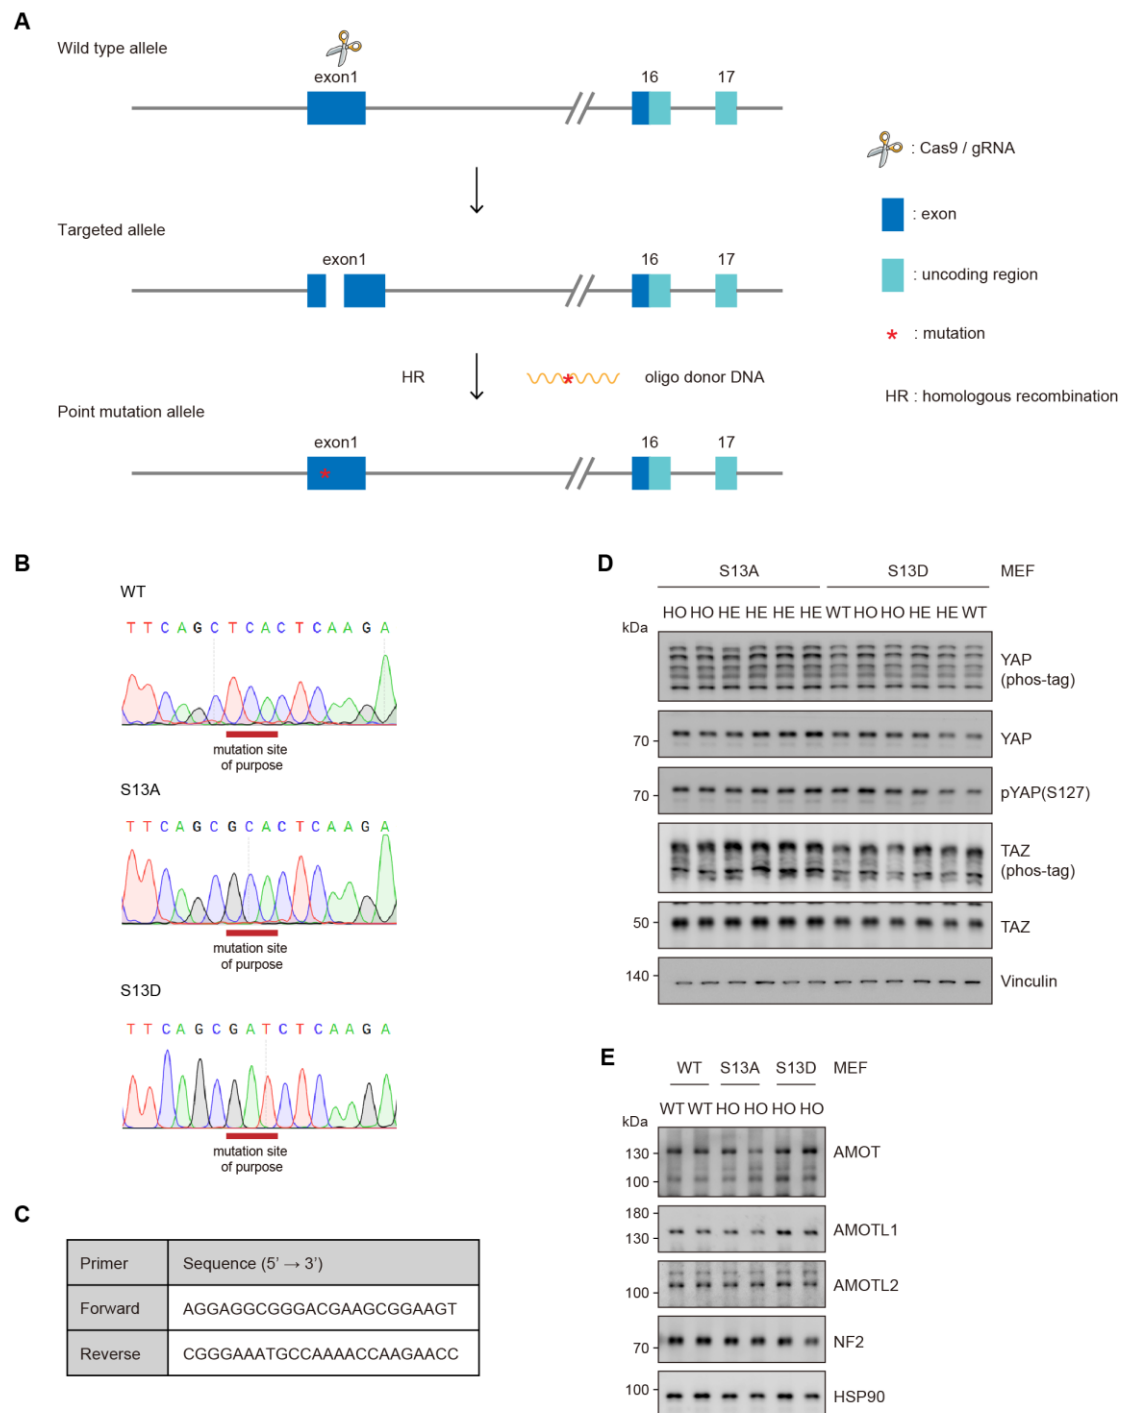 A
Wild type allele
exon1
16
17
: Cas9 / gRNA
: exon
Targeted allele
exon1
16
17
: uncoding region
* : mutation
HR
oligo donor DNA
HR : homologous recombination
Point mutation allele
exon1
16
17
B
WT
T T C A G C T C A C T C A A G A
mutation site
of purpose
S13A
T T C A G C G C A C T C A A G A
mutation site
of purpose
S13D
T T C A G C G A T C T C A A G A
mutation site
of purpose
C
Primer Sequence (5' → 3')
Forward AGGAGGCGGGACGAAGCGGAAGT
Reverse CGGGAAATGCCAAAACCAAGAACC
D
S13A S13D MEF
HO HO HE HE HE HE WT HO HO HE HE WT
kDa
YAP
(phos-tag)
70 YAP
70 pYAP(S127)
TAZ
(phos-tag)
50 TAZ
140 Vinculin
E
WT S13A S13D MEF
WT WT HO HO HO HO
kDa
130 AMOT
100
180
130 AMOTL1
100 AMOTL2
70 NF2
100 HSP90